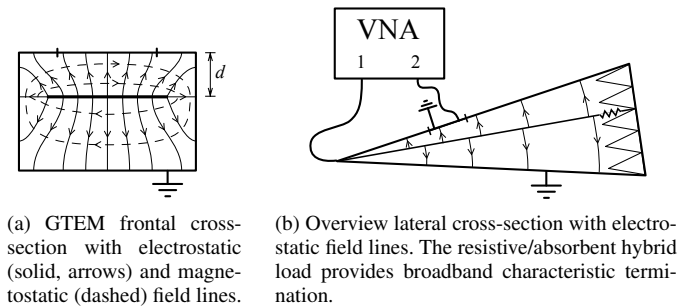 d
VNA
1 2
(a) GTEM frontal cross-
section with electrostatic
(solid, arrows) and magne-
tostatic (dashed) field lines.
(b) Overview lateral cross-section with electro-
static field lines. The resistive/absorbent hybrid
load provides broadband characteristic termi-
nation.